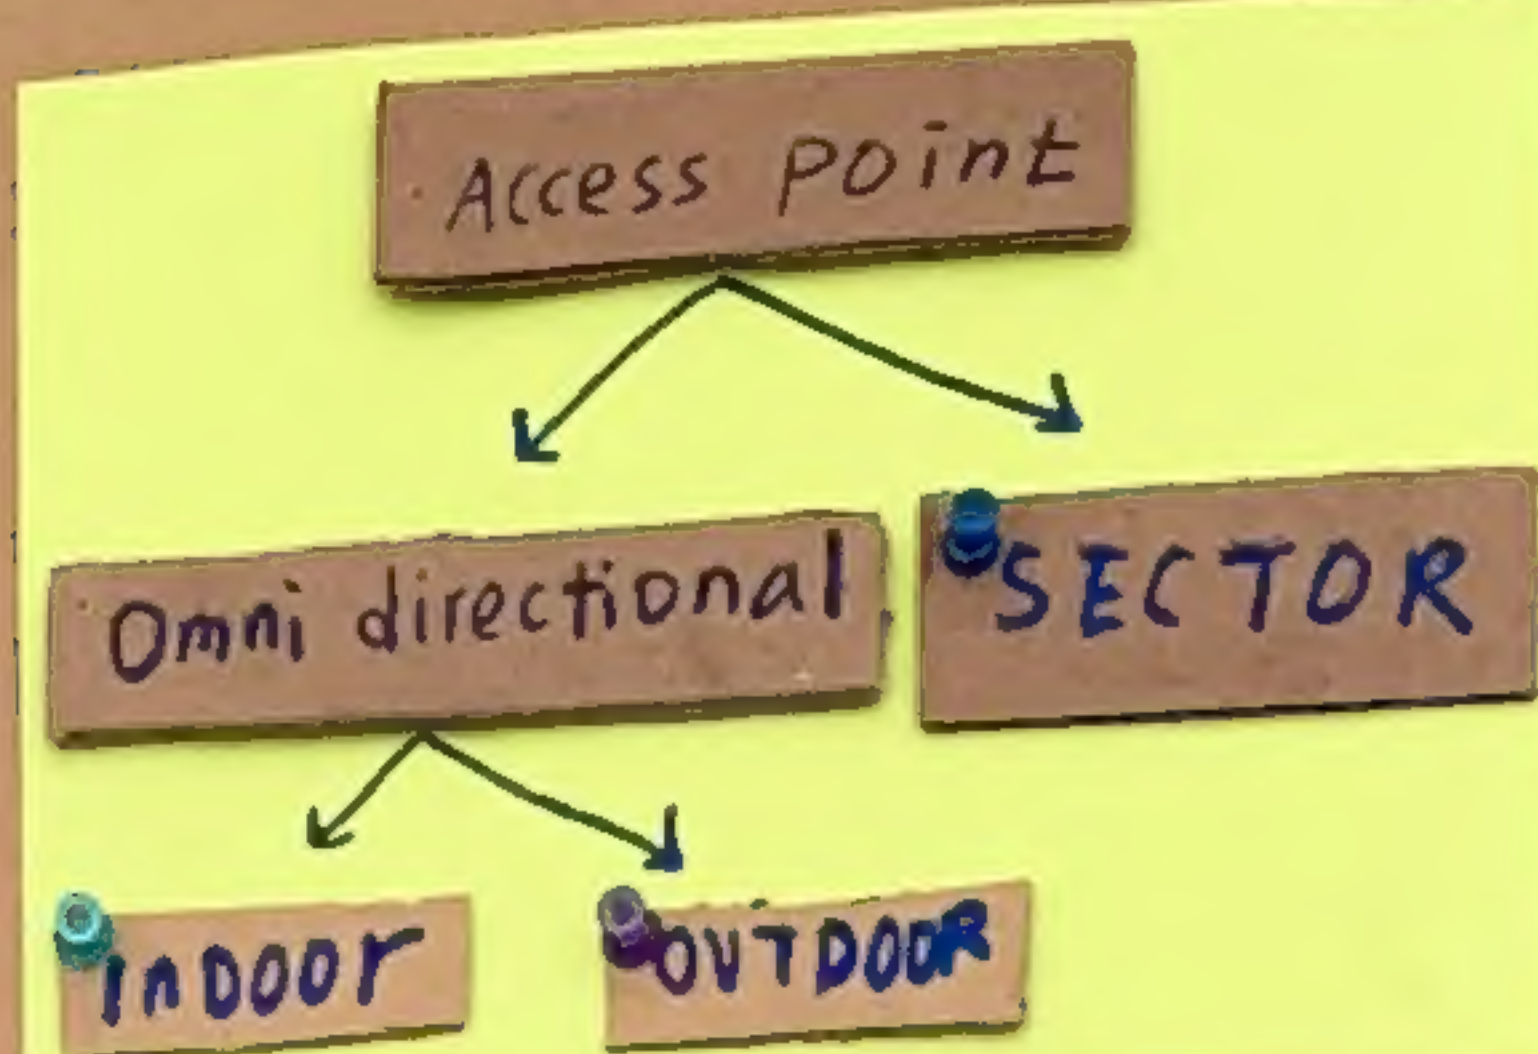 Access point
Omni directional
SECTOR
InDOOr
OUTDOOR